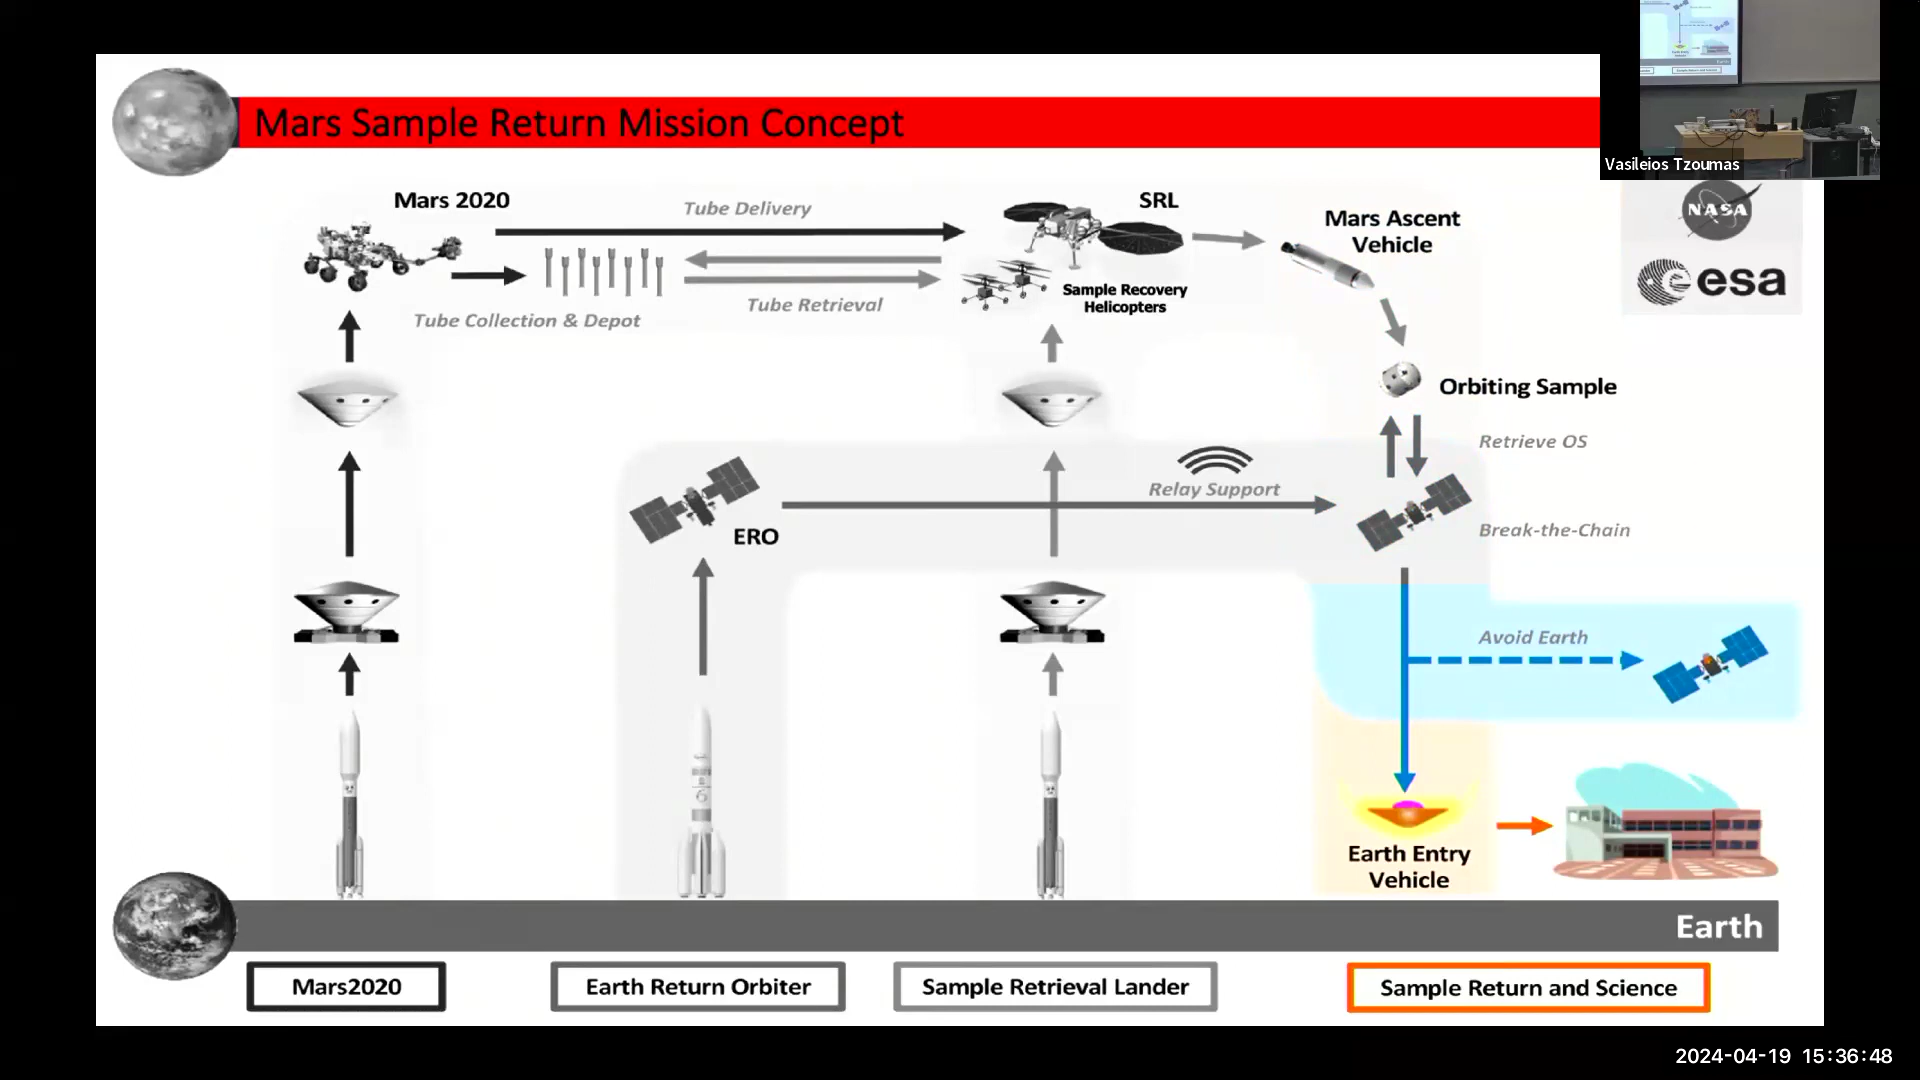 Mars Sample Return Mission Concept
Vasileios Tzoumas
Mars 2020
Tube Delivery
SRL
Mars Ascent
Vehicle
NASA
esa
Sample Recovery
Helicopters
Tube Retrieval
Tube Collection & Depot
Orbiting Sample
Retrieve OS
Relay Support
ERO
Break-the-Chain
Avoid Earth
6
Earth Entry
Vehicle
Earth
Mars2020
Earth Return Orbiter
Sample Retrieval Lander
Sample Return and Science
2024-04-19 15:36:48